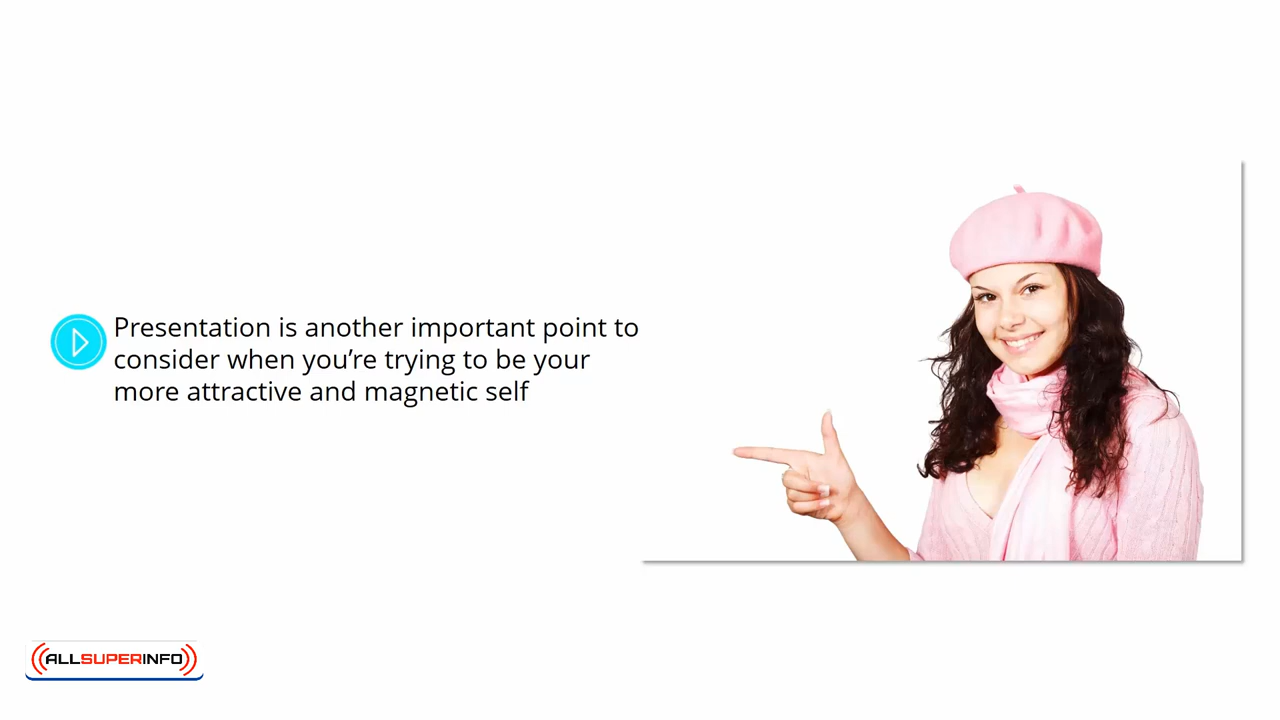 Presentation is another important point to
consider when you’re trying to be your
more attractive and magnetic self
ALLSUPERINFO